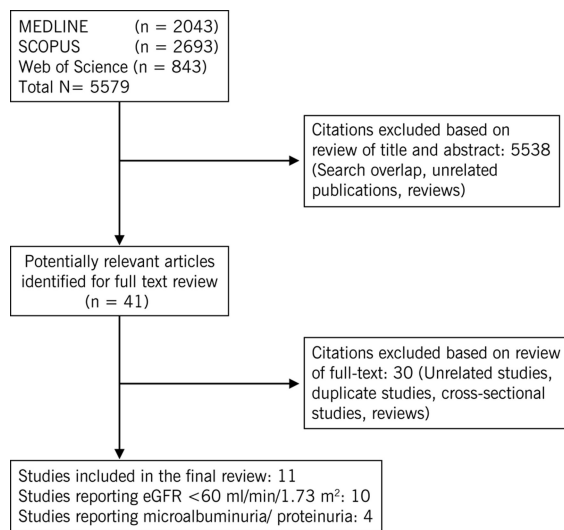 MEDLINE (n = 2043)
SCOPUS (n = 2693)
Web of Science (n = 843)
Total N= 5579
Citations excluded based on
review of title and abstract: 5538
(Search overlap, unrelated
publications, reviews)
Potentially relevant articles
identified for full text review
(n = 41)
Citations excluded based on review
of full-text: 30 (Unrelated studies,
duplicate studies, cross-sectional
studies, reviews)
Studies included in the final review: 11
Studies reporting eGFR <60 ml/min/1.73 m²: 10
Studies reporting microalbuminuria/ proteinuria: 4